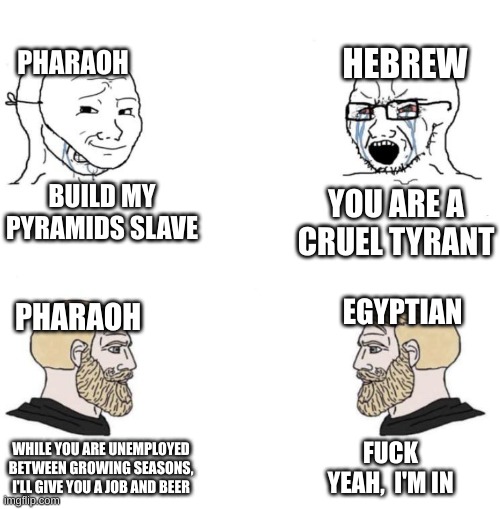 PHARAOH
HEBREW
BUILD MY
PYRAMIDS SLAVE
YOU ARE A
CRUEL TYRANT
PHARAOH
EGYPTIAN
WHILE YOU ARE UNEMPLOYED
BETWEEN GROWING SEASONS,
I'LL GIVE YOU A JOB AND BEER
FUCK
YEAH, I'M IN
imgflip.com